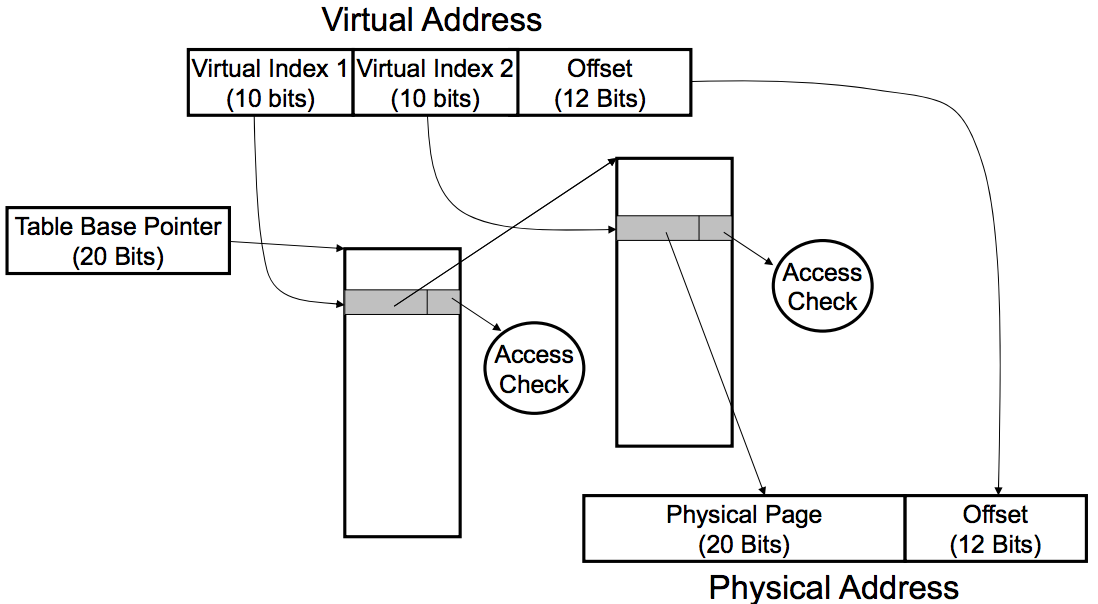 Virtual Address
Virtual Index 1
(10 bits)
Virtual Index 2
(10 bits)
Offset
(12 Bits)
Table Base Pointer
(20 Bits)
Access
Check
Access
Check
Physical Page
(20 Bits)
Offset
(12 Bits)
Physical Address